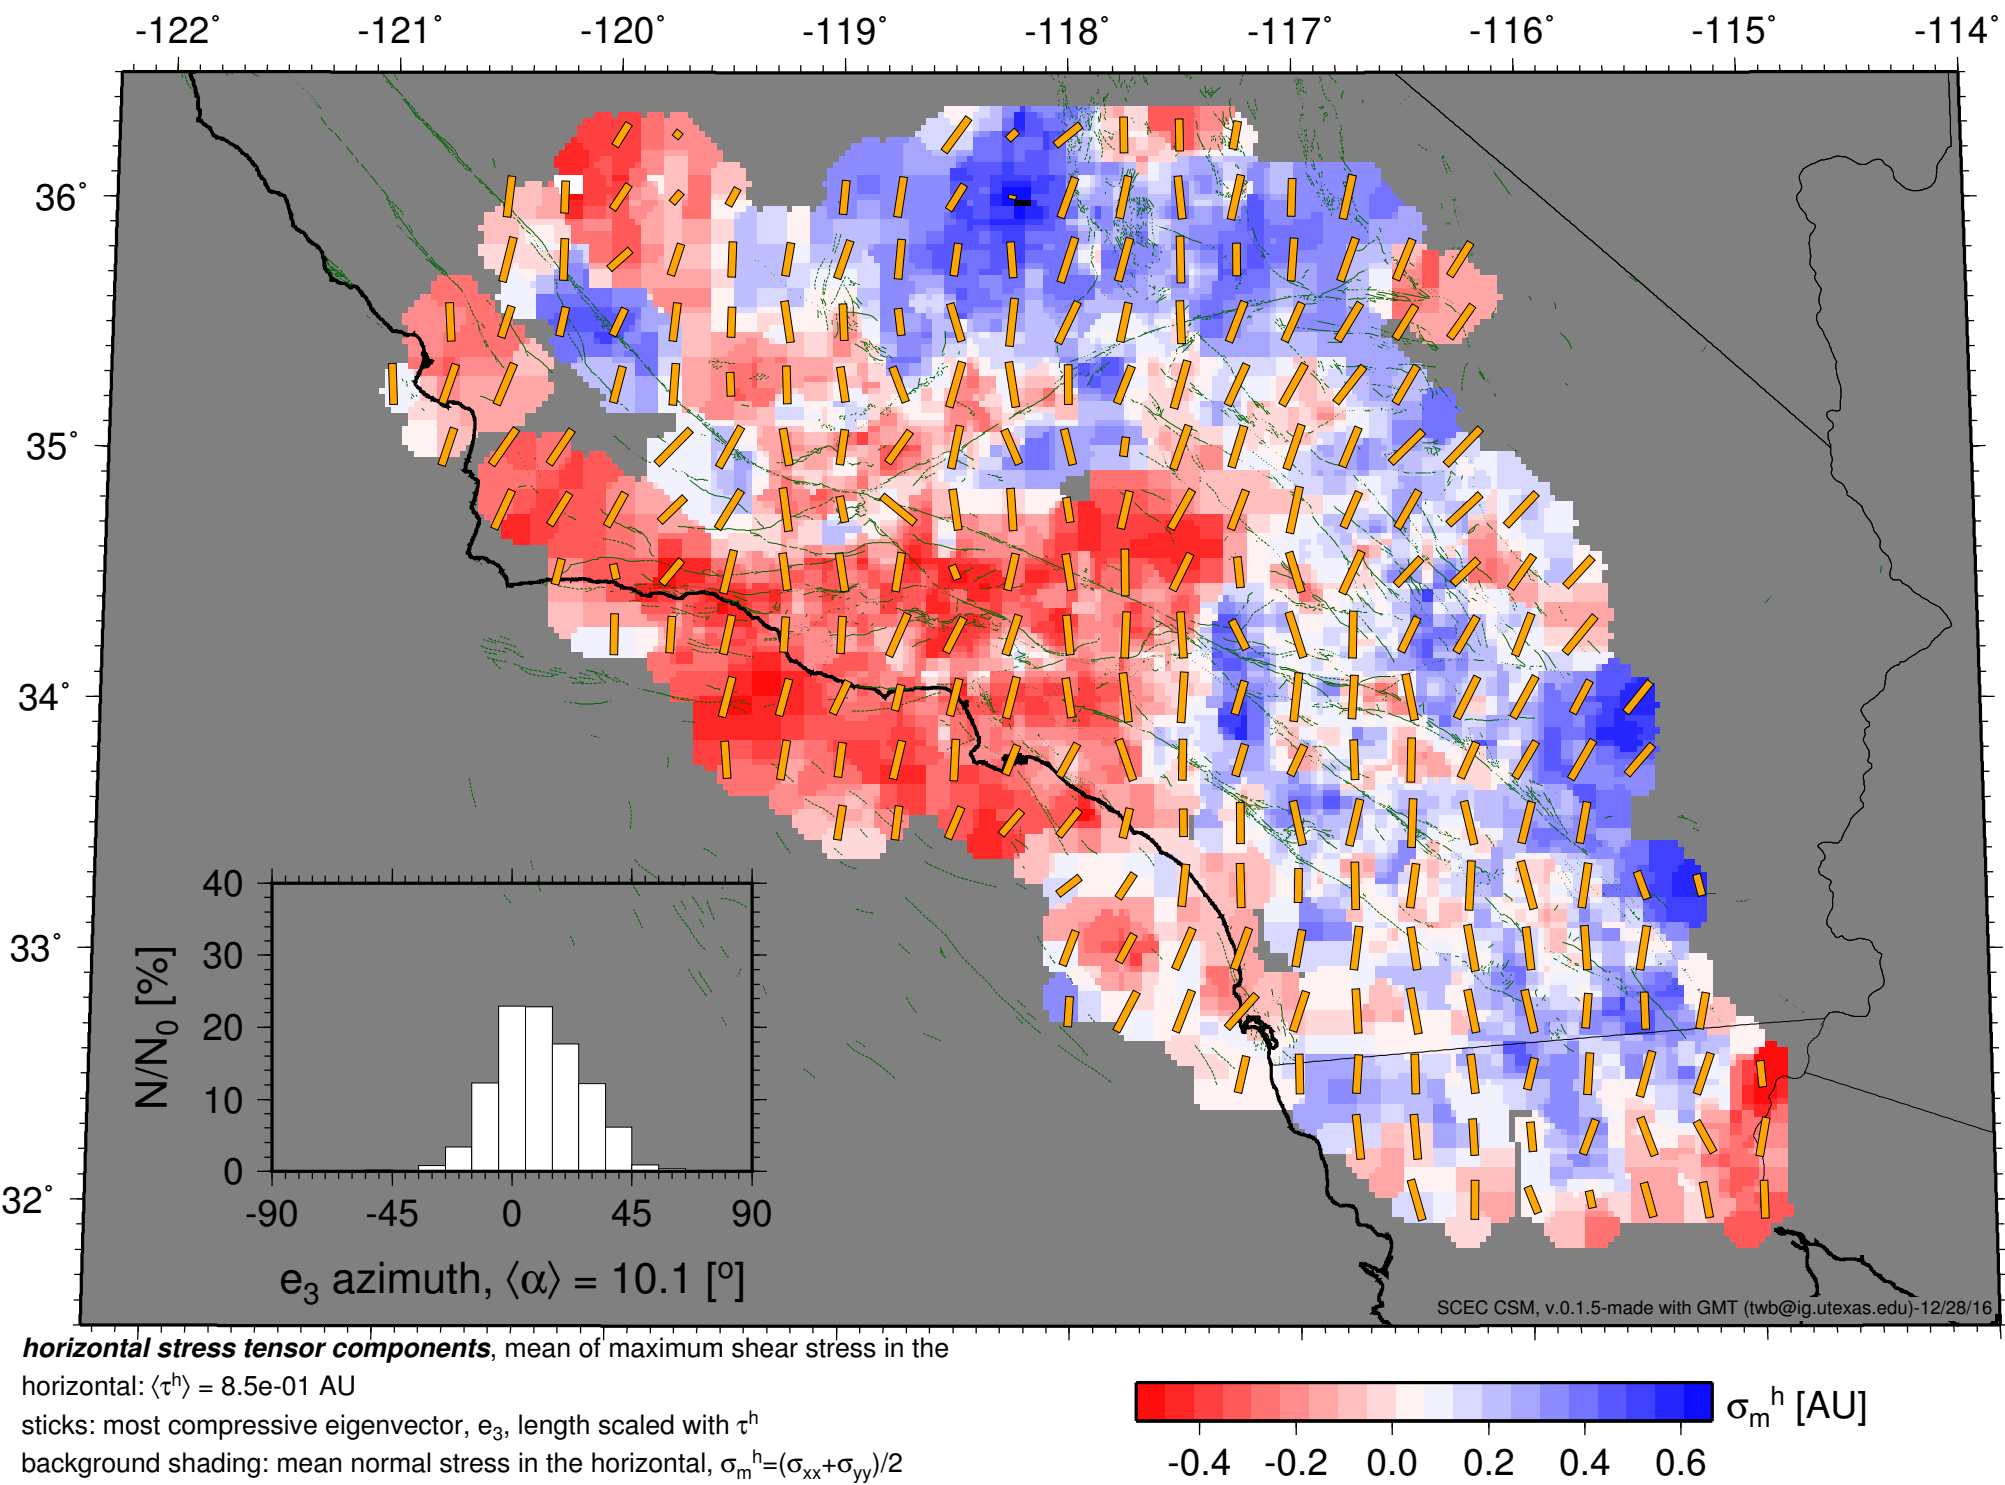 -122° -121° -120° -119° -118° -117° -116° -115° -114°
36°
35°
34°
33°
32°
40
30
20
10
0
N/N₀ [%]
-90 -45 0 45 90
e₃ azimuth, ⟨α⟩ = 10.1 [°]
SCEC CSM, v.0.1.5-made with GMT (twb@ig.utexas.edu)-12/28/16
horizontal stress tensor components, mean of maximum shear stress in the
horizontal: ⟨τʰ⟩ = 8.5e-01 AU
sticks: most compressive eigenvector, e₃, length scaled with τʰ
background shading: mean normal stress in the horizontal, σₘʰ=(σₓₓ+σyy)/2
σₘʰ [AU]
-0.4 -0.2 0.0 0.2 0.4 0.6